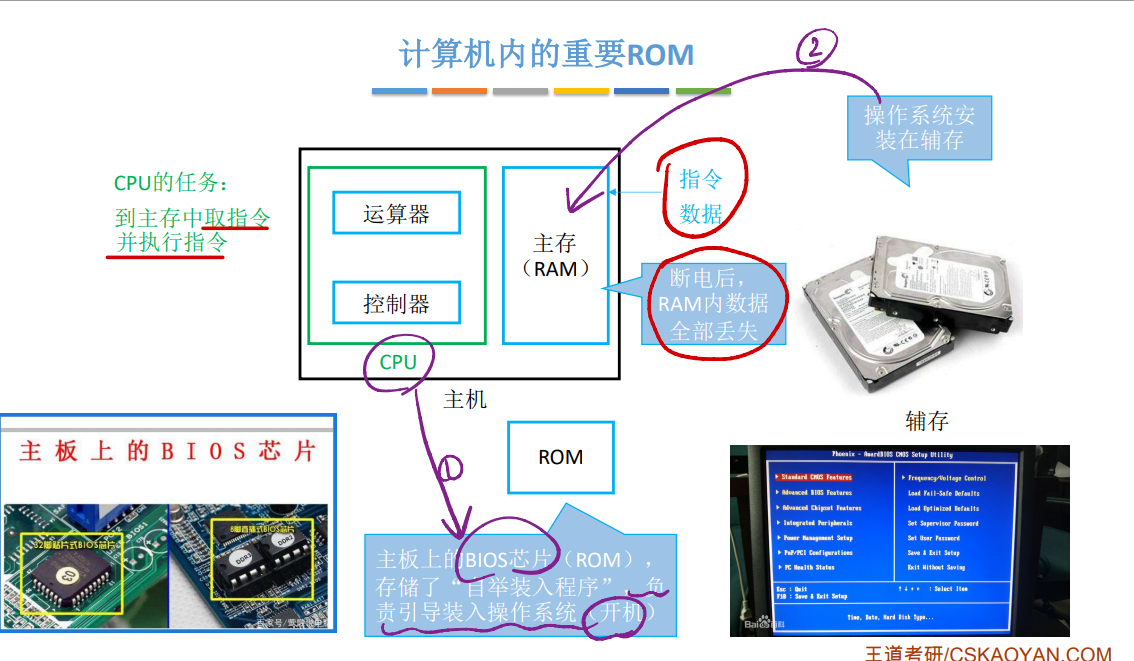 计算机内的重要ROM
②
操作系统安
装在辅存
CPU的任务：
到主存中取指令
并执行指令
运算器
控制器
CPU
主存
（RAM）
指令
数据
断电后，
RAM内数据
全部丢失
主机
辅存
主板上的BIOS芯片
32脚贴片式BIOS芯片
8脚直插式BIOS芯片
DDR3
DDR2
①
ROM
主板上的BIOS芯片（ROM），
存储了“自举装入程序”，负
责引导装入操作系统（开机）
Phoenix - AwardBIOS CMOS Setup Utility
Standard CMOS Features
Advanced BIOS Features
Advanced Chipset Features
Integrated Peripherals
Power Management Setup
PnP/PCI Configurations
PC Health Status
Frequency/Voltage Control
Load Fail-Safe Defaults
Load Optimized Defaults
Set Supervisor Password
Set User Password
Save & Exit Setup
Exit Without Saving
Esc : Quit
F10 : Save & Exit Setup
↑ ↓ → ← : Select Item
Time, Date, Hard Disk Type...
Baidu百科
王道考研/CSKAOYAN.COM